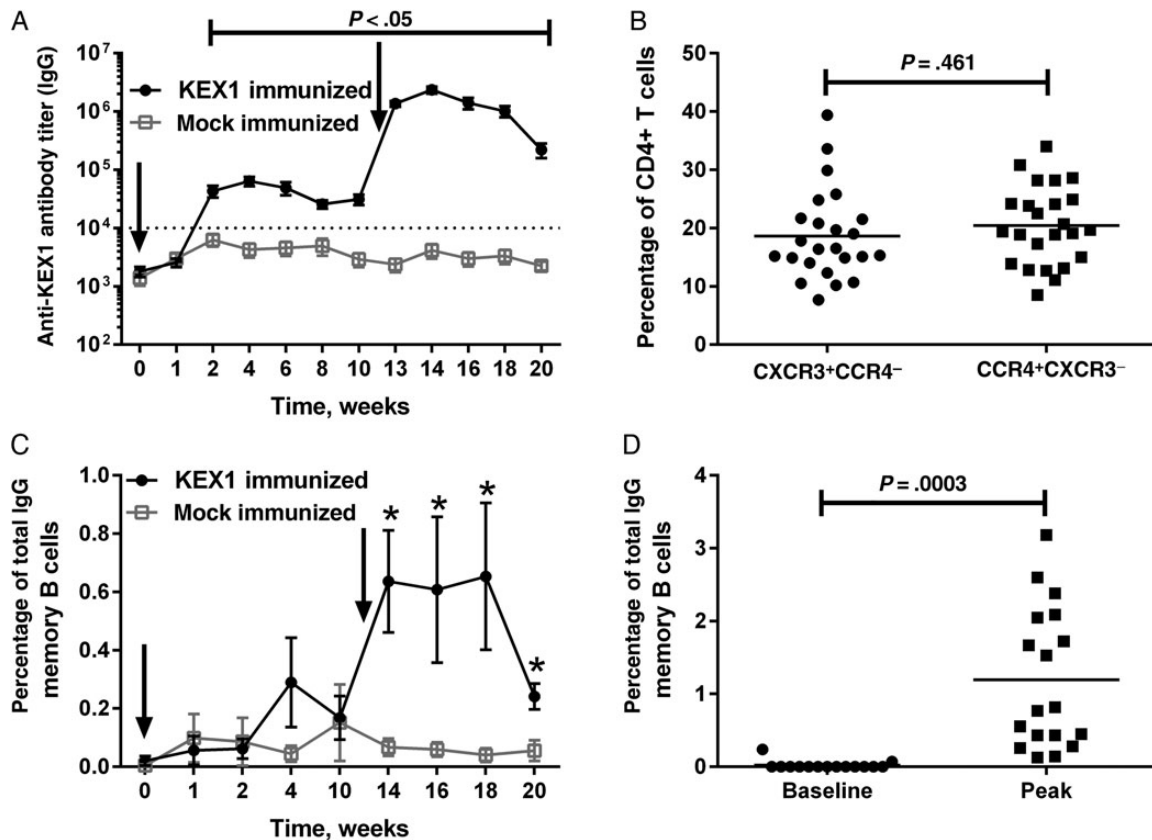 A
P < .05
Anti-KEX1 antibody titer (IgG)
10⁷
10⁶
10⁵
10⁴
10³
10²
KEX1 immunized
Mock immunized
0 1 2 4 6 8 10 13 14 16 18 20
Time, weeks
B
P = .461
Percentage of CD4+ T cells
50
40
30
20
10
0
CXCR3⁺CCR4⁻ CCR4⁺CXCR3⁻
C
Percentage of total IgG
memory B cells
1.0
0.8
0.6
0.4
0.2
0.0
KEX1 immunized
Mock immunized
* * * *
0 1 2 4 10 14 16 18 20
Time, weeks
D
P = .0003
Percentage of total IgG
memory B cells
4
3
2
1
0
Baseline Peak